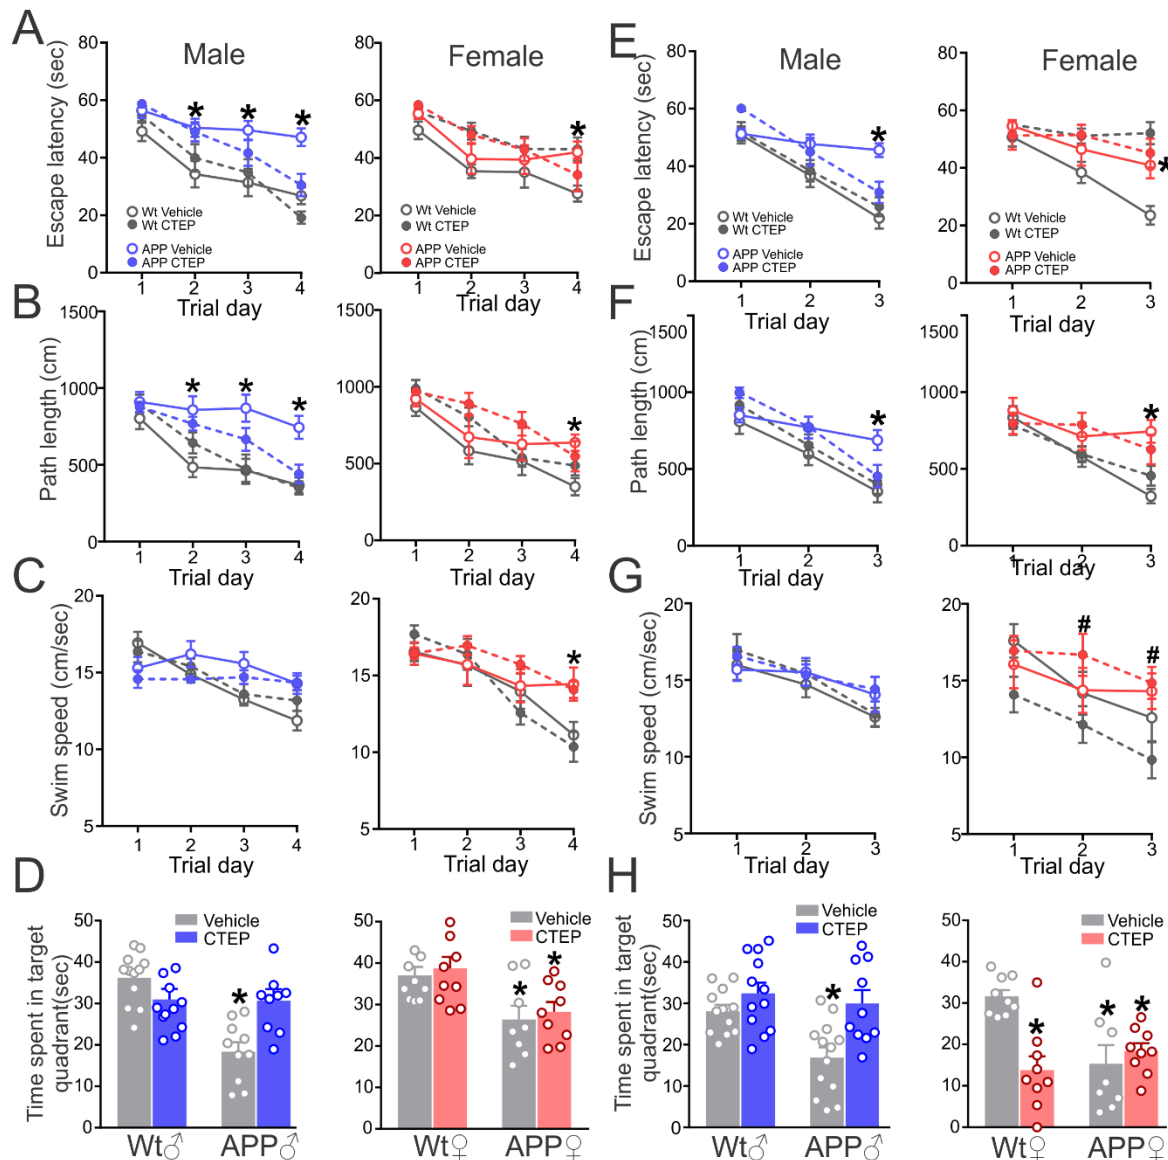 A
Male
Female
Escape latency (sec)
80
60
40
20
0
Wt Vehicle
Wt CTEP
APP Vehicle
APP CTEP
1 2 3 4
Trial day
80
60
40
20
0
* * * *
Wt Vehicle
Wt CTEP
APP Vehicle
APP CTEP
1 2 3 4
Trial day
B
Path length (cm)
1500
1000
500
0
* * *
1 2 3 4
Trial day
1500
1000
500
0
*
1 2 3 4
Trial day
C
Swim speed (cm/sec)
20
15
10
5
1 2 3 4
Trial day
20
15
10
5
*
1 2 3 4
Trial day
D
Time spent in target
quadrant(sec)
50
40
30
20
10
0
Vehicle
CTEP
*
Wt♂ APP♂
50
40
30
20
10
0
Vehicle
CTEP
* *
Wt♀ APP♀
E
Male
Female
Escape latency (sec)
80
60
40
20
0
*
Wt Vehicle
Wt CTEP
APP Vehicle
APP CTEP
1 2 3
Trial day
80
60
40
20
0
*
Wt Vehicle
Wt CTEP
APP Vehicle
APP CTEP
1 2 3
Trial day
F
Path length (cm)
1500
1000
500
0
*
1 2 3
Trial day
1500
1000
500
0
*
1 2 3
Trial day
G
Swim speed (cm/sec)
20
15
10
5
1 2 3
Trial day
20
15
10
5
# #
1 2 3
Trial day
H
Time spent in target
quadrant(sec)
50
40
30
20
10
0
Vehicle
CTEP
*
Wt♂ APP♂
50
40
30
20
10
0
Vehicle
CTEP
* * *
Wt♀ APP♀